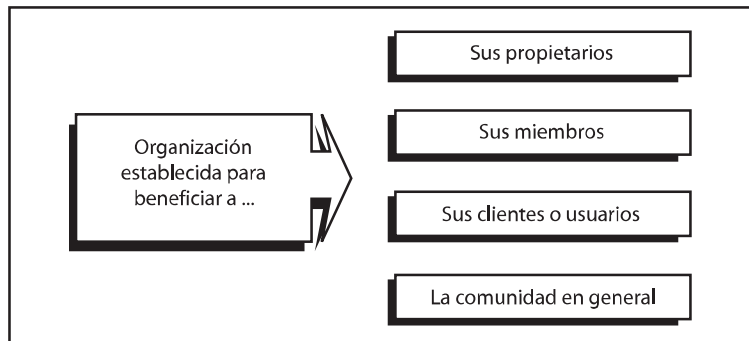 Organización
establecida para
beneficiar a ...
Sus propietarios
Sus miembros
Sus clientes o usuarios
La comunidad en general